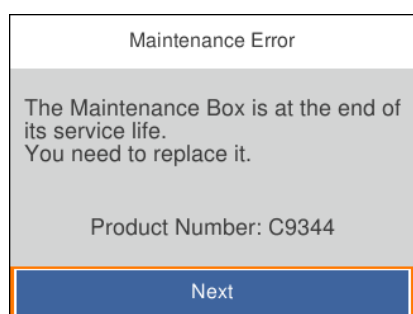 Maintenance Error
The Maintenance Box is at the end of
its service life.
You need to replace it.
Product Number: C9344
Next